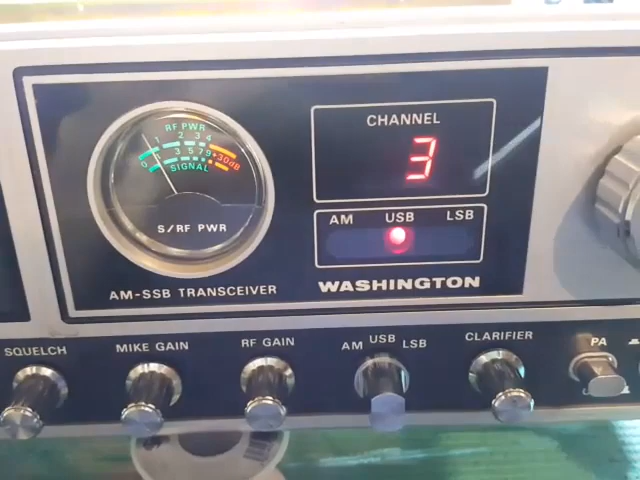 RF PWR
1 2 3 4
0 3 5 7 9 +30dB
SIGNAL
S/RF PWR
AM-SSB TRANSCEIVER
CHANNEL
3
AM USB LSB
WASHINGTON
SQUELCH MIKE GAIN RF GAIN AM USB LSB CLARIFIER PA